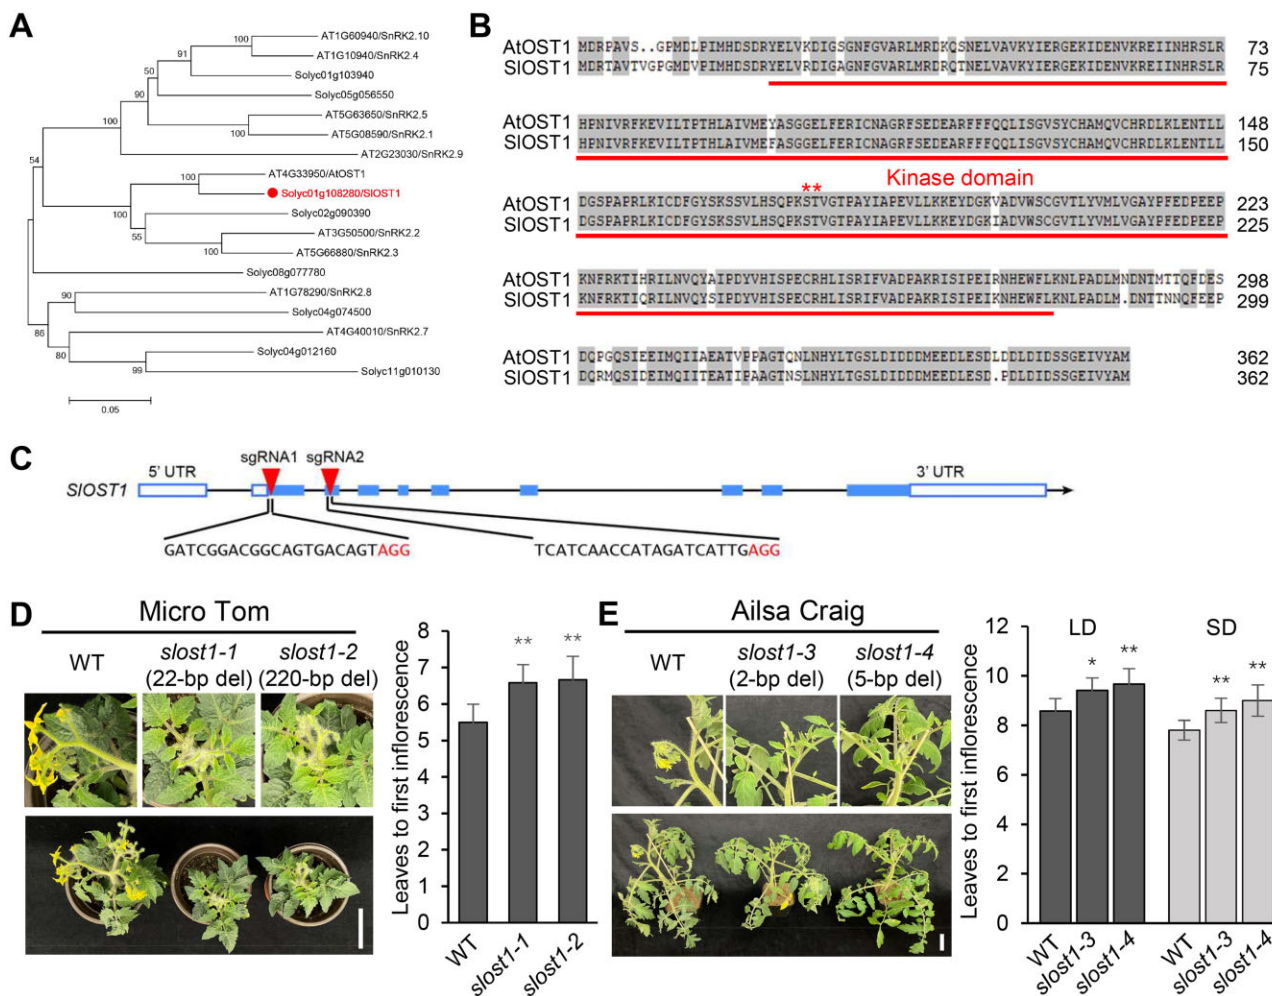 A
100
AT1G60940/SnRK2.10
91
AT1G10940/SnRK2.4
50
Solyc01g103940
90
Solyc05g056550
100
AT5G63650/SnRK2.5
100
AT5G08590/SnRK2.1
AT2G23030/SnRK2.9
54
AT4G33950/AtOST1
100
Solyc01g108280/SlOST1
100
Solyc02g090390
55
AT3G50500/SnRK2.2
100
AT5G66880/SnRK2.3
Solyc08g077780
90
AT1G78290/SnRK2.8
Solyc04g074500
86
AT4G40010/SnRK2.7
80
Solyc04g012160
99
Solyc11g010130
0.05
B
AtOST1 MDRPAVS..GPMDLPIMHDSDRYELVKDIGSGNFGVARLMRDKQSNELVAVKYIERGEKIDENVKREIINHRSLR 73
SlOST1 MDRTAVTVGPGMDVPIMHDSDRYELVRDIGAGNFGVARLMRDRQTNELVAVKYIERGEKIDENVKREIINHRSLR 75
AtOST1 HPNIVRFKEVILTPTHLAIVMEYASGGELFERICNAGRFSEDEARFFFQQLISGVSYCHAMQVCHRDLKLENTLL 148
SlOST1 HPNIVRFKEVILTPTHLAIVMEFASGGELFERICNAGRFSEDEARFFFQQLISGVSYCHAMQVCHRDLKLENTLL 150
** Kinase domain
AtOST1 DGSPAPRLKICDFGYSKSSVLHSQPKSTVGTPAYIAPEVLLKKEYDGKVADVWSCGVTLYVMLVGAYPFEDPEEP 223
SlOST1 DGSPAPRLKICDFGYSKSSVLHSQPKSTVGTPAYIAPEVLLKKEYDGKIADVWSCGVTLYVMLVGAYPFEDPEEP 225
AtOST1 KNFRKTIHRILNVQYAIPDYVHISPECRHLISRIFVADPAKRISIPEIRNHEWFLKNLPADLMNDNTMTTQFDES 298
SlOST1 KNFRKTIQRILNVQYSIPDYVHISPECRHLISRIFVADPAKRISIPEIKNHEWFLKNLPADLM.DNTTNNQFEEP 299
AtOST1 DQPGQSIEEIMQIIAEATVPPAGTQNLNHYLTGSLDIDDDMEEDLESDLDDLDIDSSGEIVYAM 362
SlOST1 DQRMQSIDEIMQIITEATIPAAGTNSLNHYLTGSLDIDDDMEEDLESD.PDLDIDSSGEIVYAM 362
C
5' UTR
sgRNA1
sgRNA2
3' UTR
SlOST1
GATCGGACGGCAGTGACAGTAGG
TCATCAACCATAGATCATTGAGG
D
Micro Tom
WT
slost1-1
(22-bp del)
slost1-2
(220-bp del)
Leaves to first inflorescence
8
7
6
5
4
3
2
1
0
**
**
WT
slost1-1
slost1-2
E
Ailsa Craig
WT
slost1-3
(2-bp del)
slost1-4
(5-bp del)
Leaves to first inflorescence
12
10
8
6
4
2
0
LD
SD
*
**
**
**
WT
slost1-3
slost1-4
WT
slost1-3
slost1-4